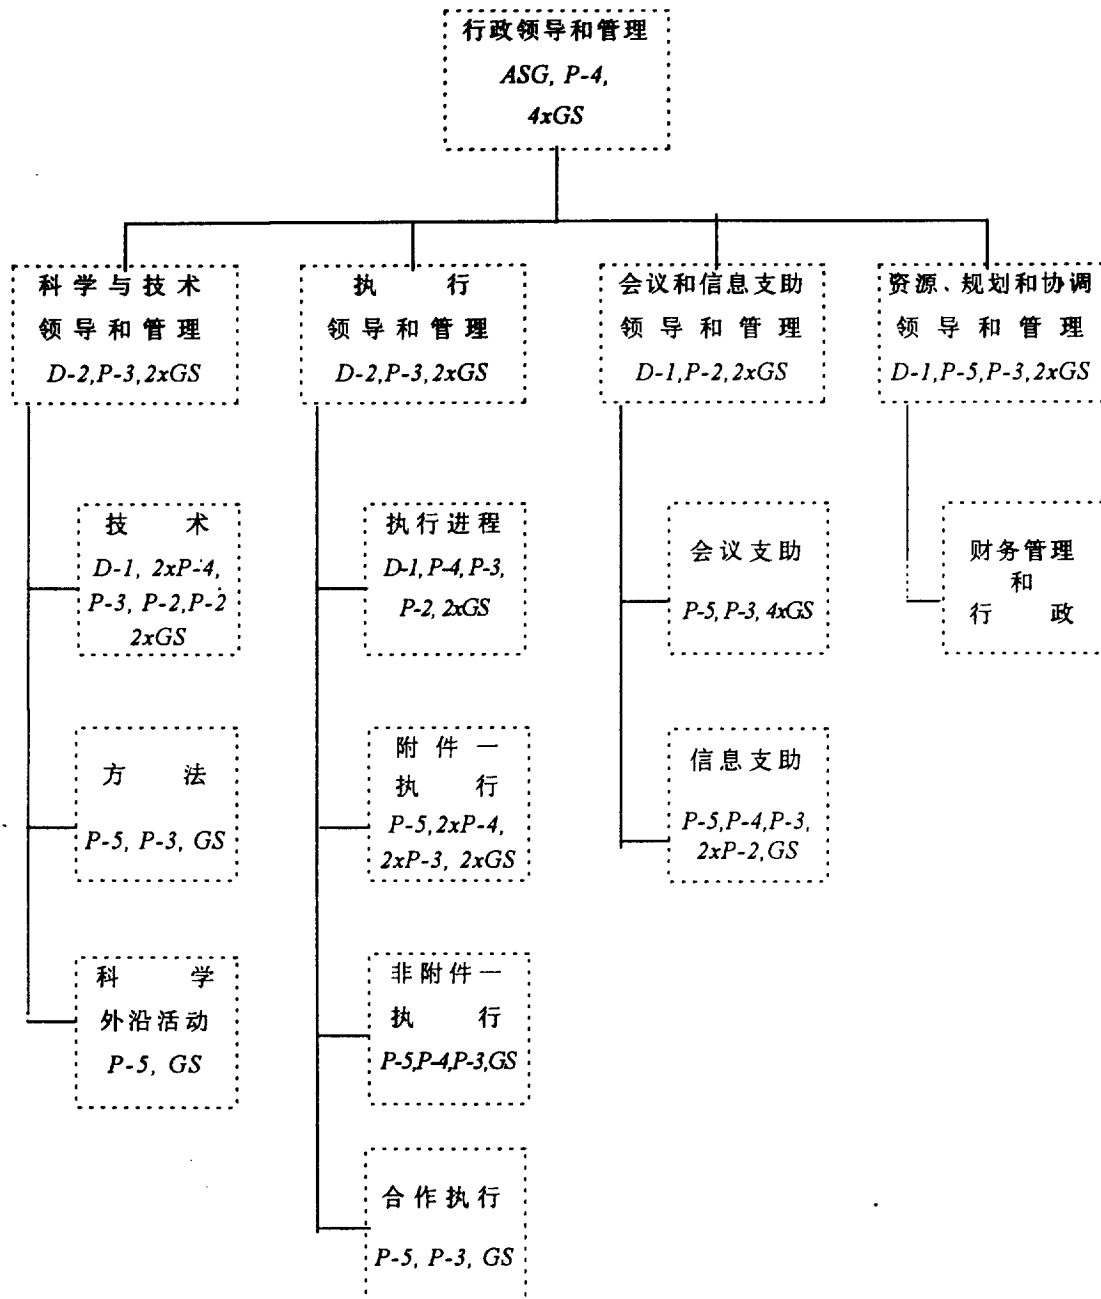 行政领导和管理
ASG, P-4,
4xGS
科学与技术
领导和管理
D-2,P-3,2xGS
执行
领导和管理
D-2,P-3,2xGS
会议和信息支助
领导和管理
D-1,P-2,2xGS
资源、规划和协调
领导和管理
D-1,P-5,P-3,2xGS
技术
D-1, 2xP-4,
P-3, P-2,P-2
2xGS
执行进程
D-1,P-4,P-3,
P-2,2xGS
会议支助
P-5,P-3,4xGS
财务管理
和
行政
方法
P-5, P-3, GS
附件一
执行
P-5,2xP-4,
2xP-3, 2xGS
信息支助
P-5,P-4,P-3,
2xP-2,GS
科学
外沿活动
P-5, GS
非附件一
执行
P-5,P-4,P-3,GS
合作执行
P-5, P-3, GS